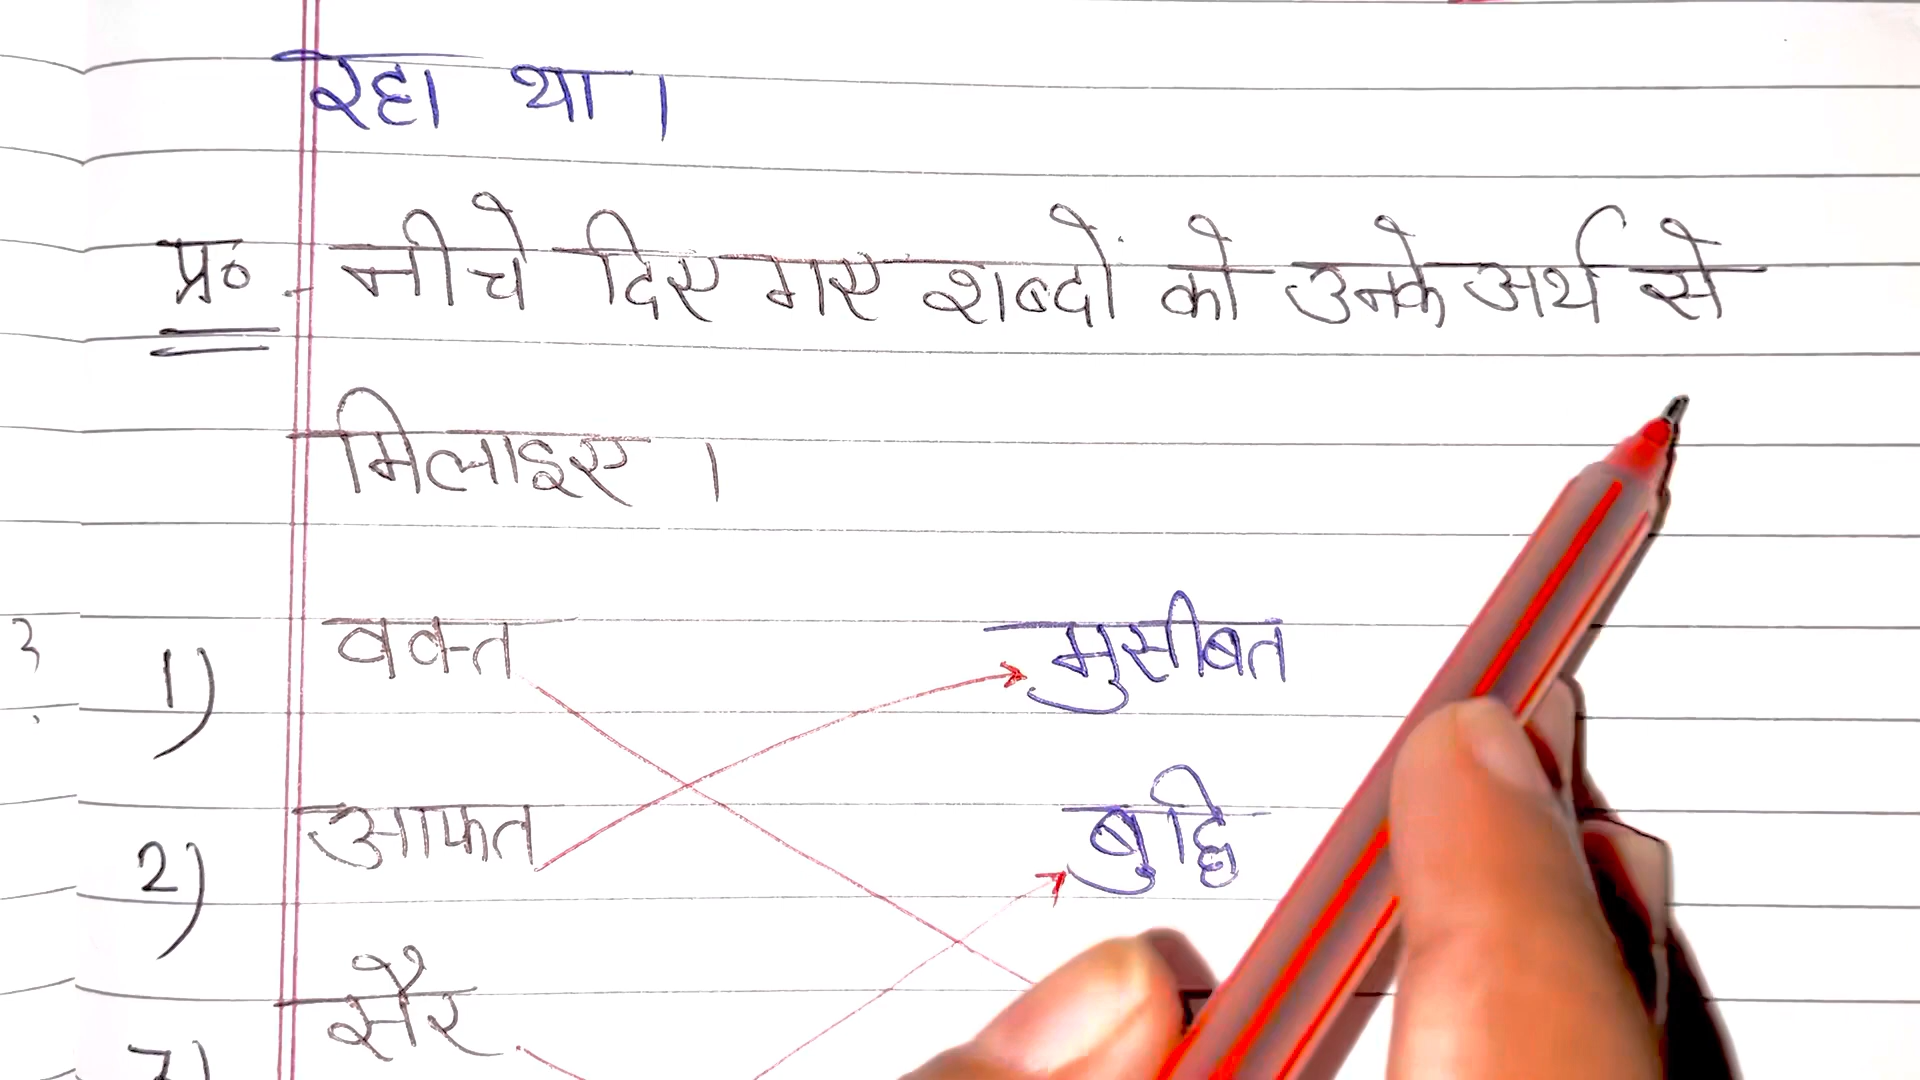 रहा था ।
प्र० - नीचे दिए गए शब्दों को उनके अर्थ से
मिलाइए ।
1) वक्त मुसीबत
2) आफत बुद्धि
सैर